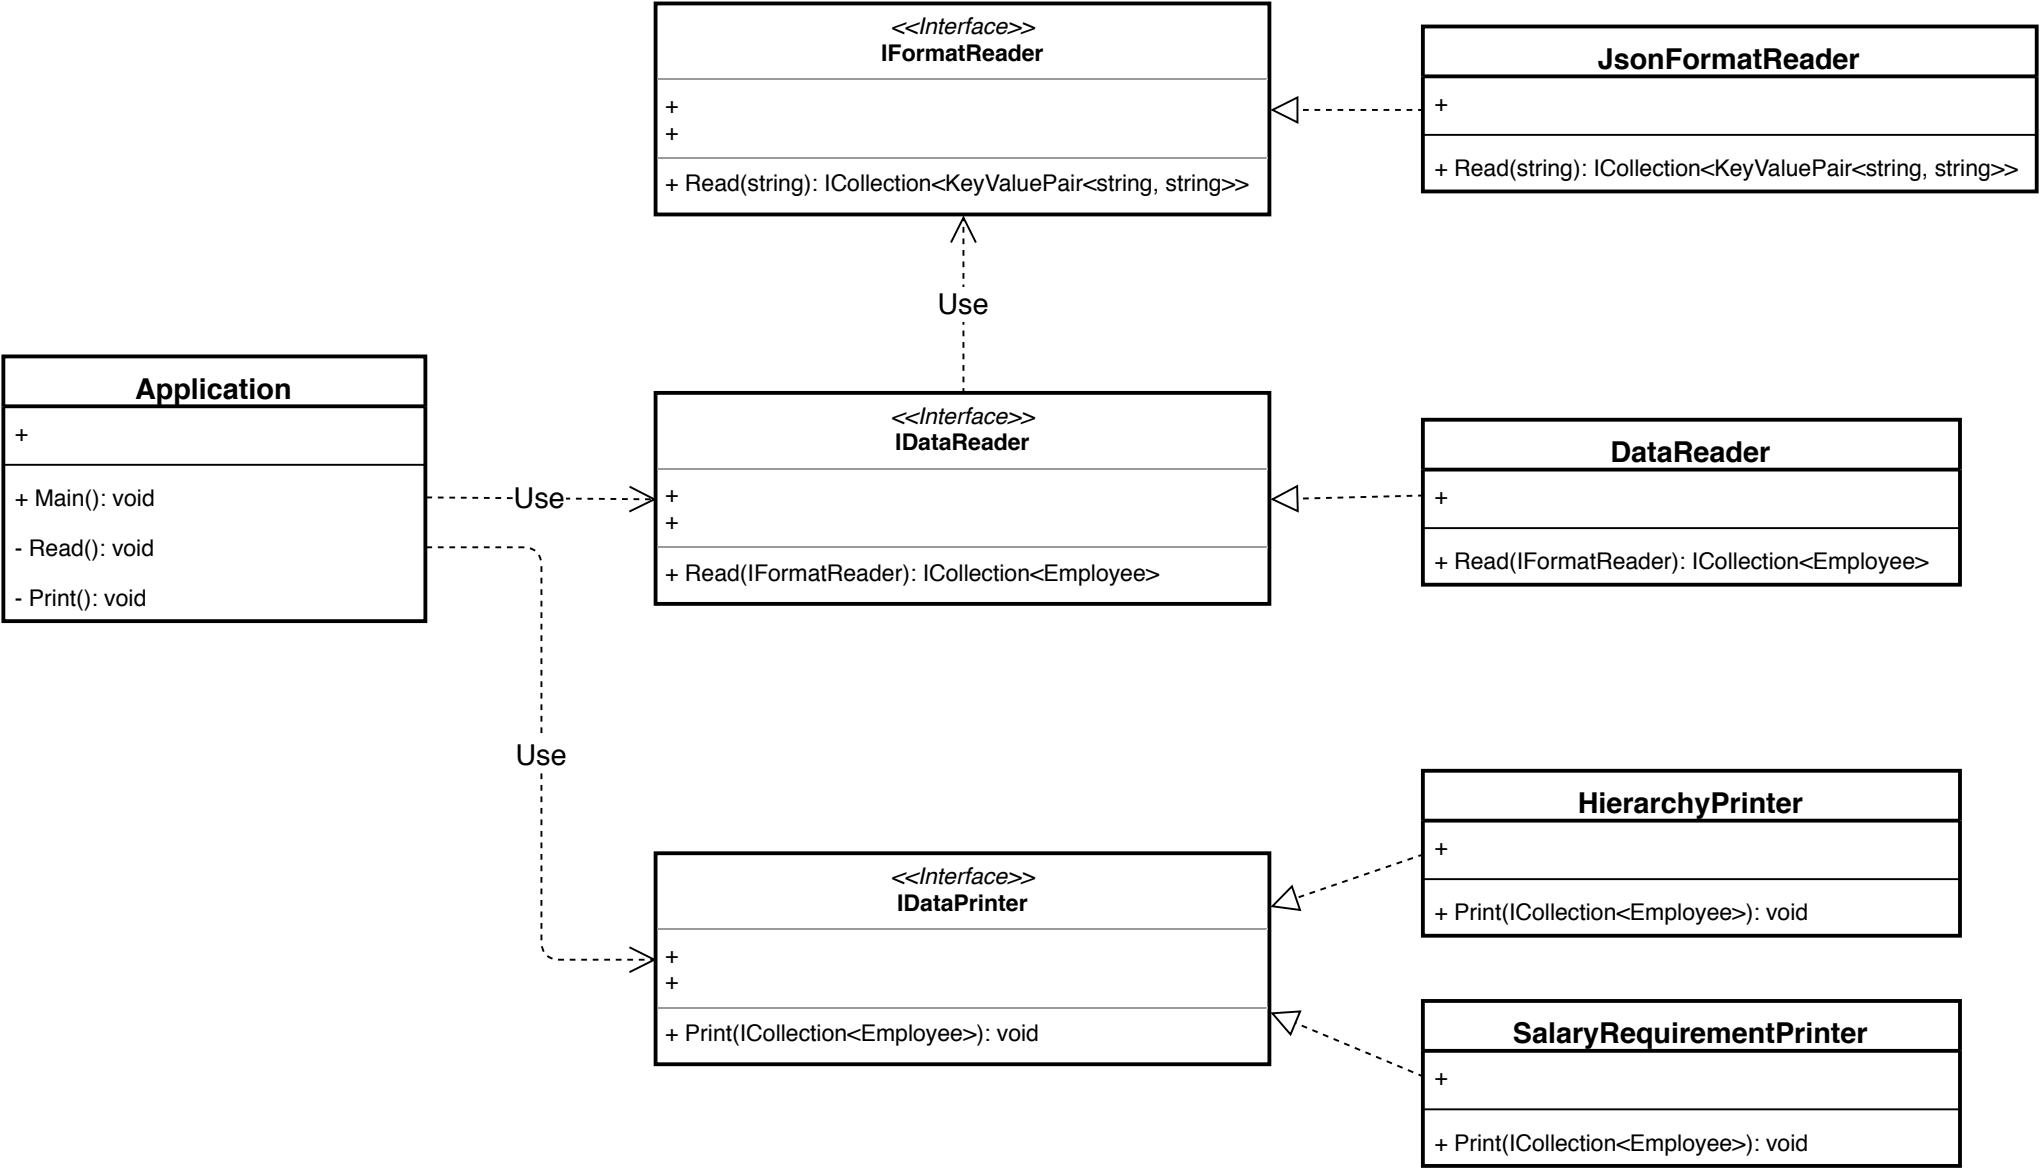 <<Interface>>
IFormatReader
+
+
+ Read(string): ICollection<KeyValuePair<string, string>>
JsonFormatReader
+
+ Read(string): ICollection<KeyValuePair<string, string>>
Use
Application
+
+ Main(): void
- Read(): void
- Print(): void
Use
<<Interface>>
IDataReader
+
+
+ Read(IFormatReader): ICollection<Employee>
DataReader
+
+ Read(IFormatReader): ICollection<Employee>
Use
<<Interface>>
IDataPrinter
+
+
+ Print(ICollection<Employee>): void
HierarchyPrinter
+
+ Print(ICollection<Employee>): void
SalaryRequirementPrinter
+
+ Print(ICollection<Employee>): void